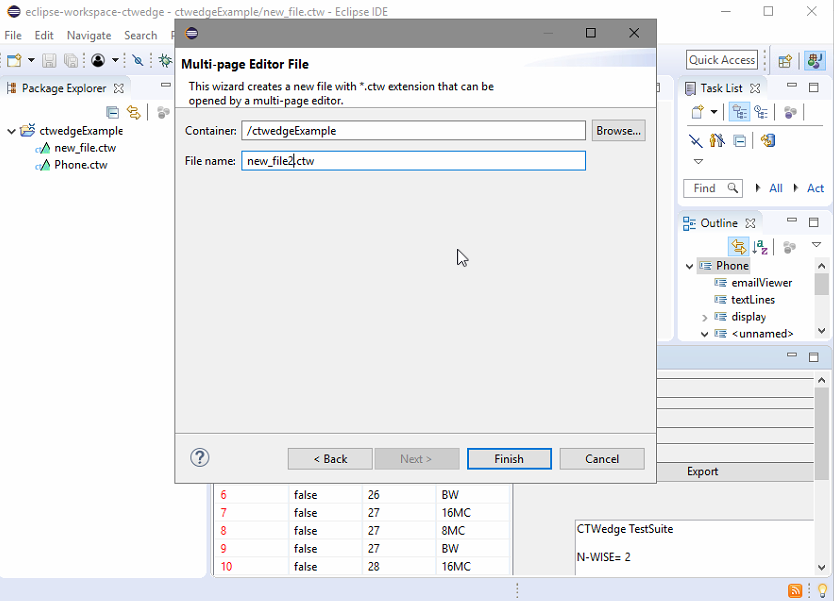 eclipse-workspace-ctwedge - ctwedgeExample/new_file.ctw - Eclipse IDE
File Edit Navigate Search
Quick Access
Package Explorer
ctwedgeExample
new_file.ctw
Phone.ctw
Multi-page Editor File
This wizard creates a new file with *.ctw extension that can be
opened by a multi-page editor.
Container: /ctwedgeExample Browse...
File name: new_file2.ctw
? < Back Next > Finish Cancel
Task List
Find All Act
Outline
Phone
emailViewer
textLines
display
<unnamed>
Export
6 false 26 BW
7 false 27 16MC
8 false 27 8MC
9 false 27 BW
10 false 28 16MC
CTWedge TestSuite
N-WISE= 2